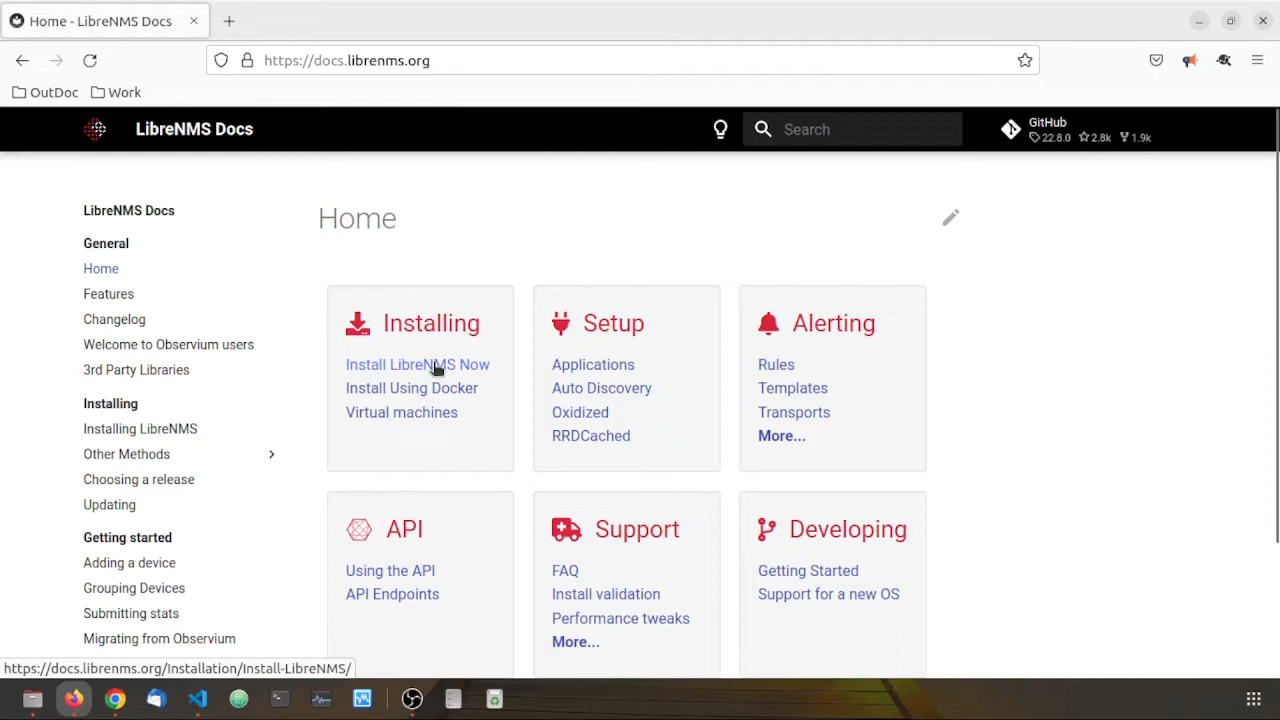 Home - LibreNMS Docs
https://docs.librenms.org
OutDoc
Work
LibreNMS Docs
Search
GitHub
22.8.0 2.8k 1.9k
LibreNMS Docs
General
Home
Features
Changelog
Welcome to Observium users
3rd Party Libraries
Installing
Installing LibreNMS
Other Methods
Choosing a release
Updating
Getting started
Adding a device
Grouping Devices
Submitting stats
Migrating from Observium
Home
Installing
Install LibreNMS Now
Install Using Docker
Virtual machines
Setup
Applications
Auto Discovery
Oxidized
RRDCached
Alerting
Rules
Templates
Transports
More...
API
Using the API
API Endpoints
Support
FAQ
Install validation
Performance tweaks
More...
Developing
Getting Started
Support for a new OS
https://docs.librenms.org/Installation/Install-LibreNMS/